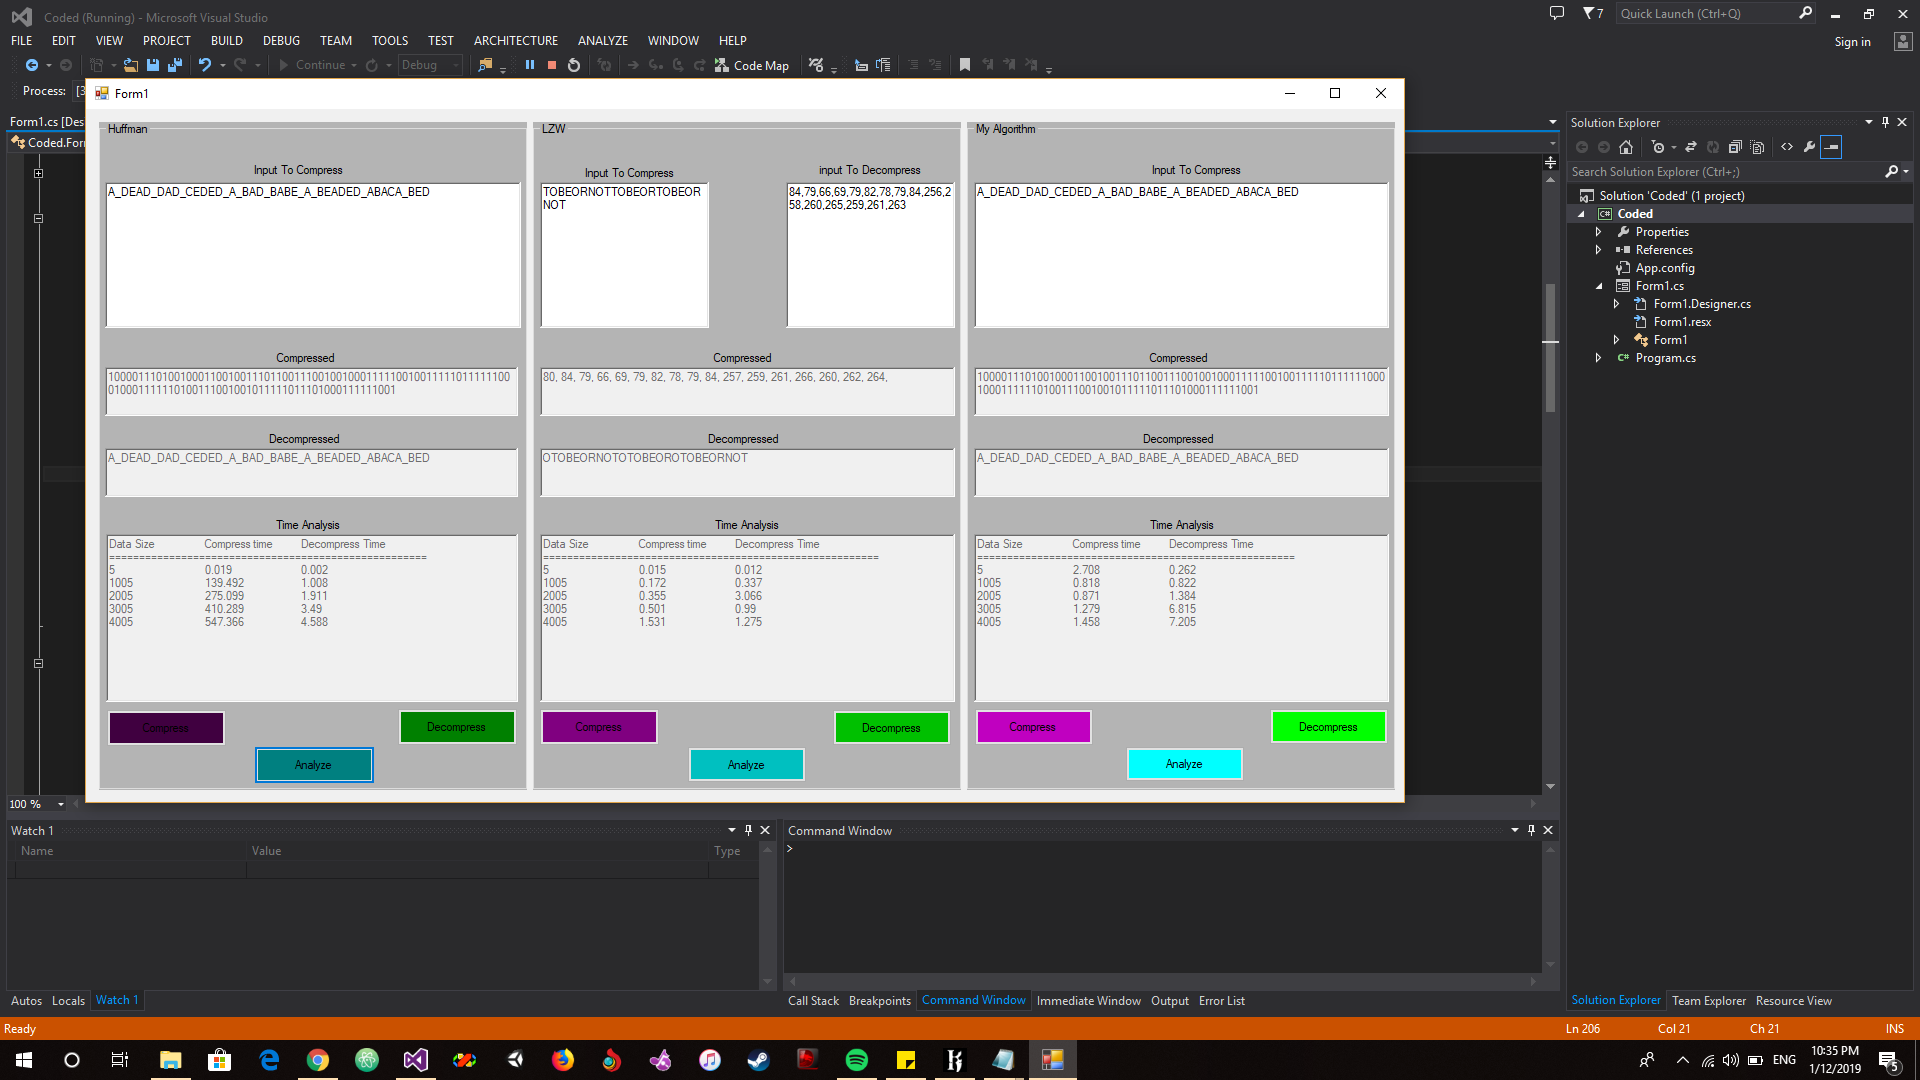 Coded (Running) - Microsoft Visual Studio
7
Quick Launch (Ctrl+Q)
FILE EDIT VIEW PROJECT BUILD DEBUG TEAM TOOLS TEST ARCHITECTURE ANALYZE WINDOW HELP
Sign in
Continue Debug Code Map
Process: [3
Form1
Form1.cs [Des
Coded.For
Huffman
Input To Compress
A_DEAD_DAD_CEDED_A_BAD_BABE_A_BEADED_ABACA_BED
Compressed
Decompressed
A_DEAD_DAD_CEDED_A_BAD_BABE_A_BEADED_ABACA_BED
Time Analysis
Data Size Compress time Decompress Time
5 0.019 0.002
1005 139.492 1.008
2005 275.099 1.911
3005 410.289 3.49
4005 547.366 4.588
Compress Decompress
Analyze
LZW
Input To Compress
TOBEORNOTTOBEORTOBEOR
NOT
input To Decompress
84,79,66,69,79,82,78,79,84,256,2
58,260,265,259,261,263
Compressed
80, 84, 79, 66, 69, 79, 82, 78, 79, 84, 257, 259, 261, 266, 260, 262, 264,
Decompressed
OTOBEORNOTOTOBEOROTOBEORNOT
Time Analysis
Data Size Compress time Decompress Time
5 0.015 0.012
1005 0.172 0.337
2005 0.355 3.066
3005 0.501 0.99
4005 1.531 1.275
Compress Decompress
Analyze
My Algorithm
Input To Compress
A_DEAD_DAD_CEDED_A_BAD_BABE_A_BEADED_ABACA_BED
Compressed
Decompressed
A_DEAD_DAD_CEDED_A_BAD_BABE_A_BEADED_ABACA_BED
Time Analysis
Data Size Compress time Decompress Time
5 2.708 0.262
1005 0.818 0.822
2005 0.871 1.384
3005 1.279 6.815
4005 1.458 7.205
Compress Decompress
Analyze
Solution Explorer
Search Solution Explorer (Ctrl+;)
Solution 'Coded' (1 project)
C# Coded
Properties
References
App.config
Form1.cs
Form1.Designer.cs
Form1.resx
Form1
C# Program.cs
100 %
Watch 1
Name Value Type
Command Window
>
Autos Locals Watch 1
Call Stack Breakpoints Command Window Immediate Window Output Error List
Solution Explorer Team Explorer Resource View
Ready Ln 206 Col 21 Ch 21 INS
ENG
10:35 PM
1/12/2019
5